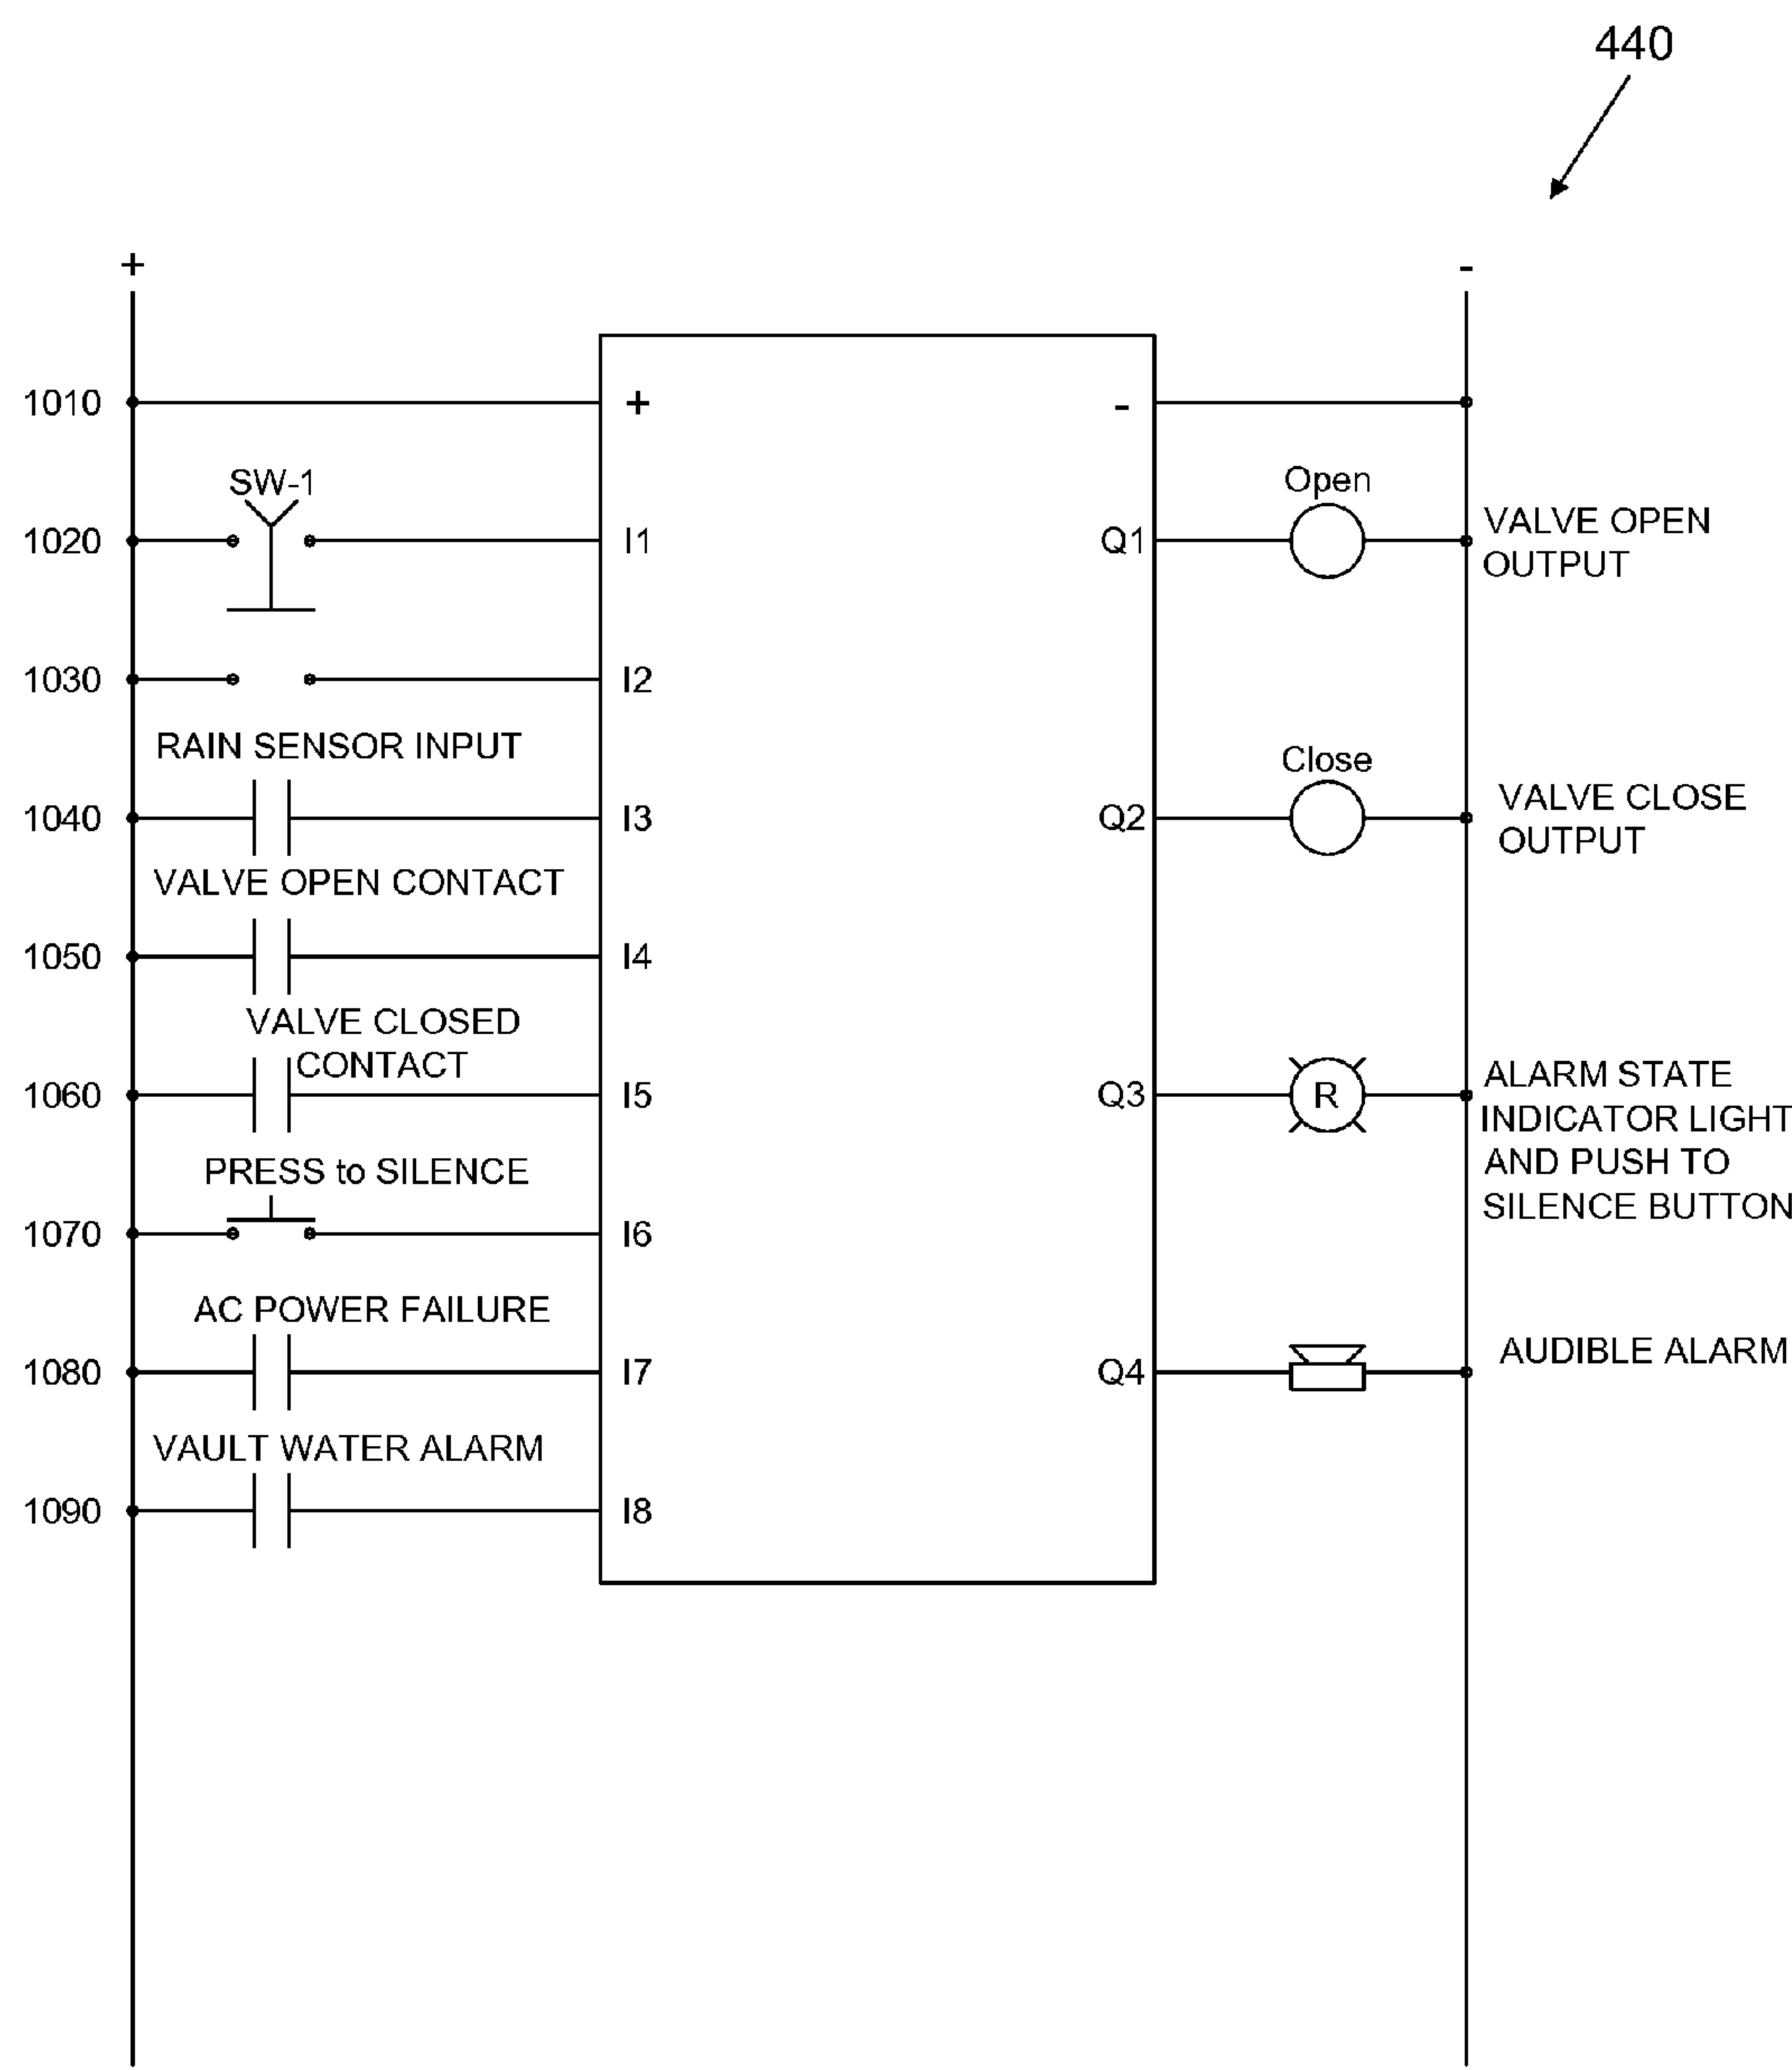 440
+
-
1010
+
-
SW-1
Open
1020
I1
Q1
VALVE OPEN
OUTPUT
1030
I2
RAIN SENSOR INPUT
Close
1040
I3
Q2
VALVE CLOSE
OUTPUT
VALVE OPEN CONTACT
1050
I4
VALVE CLOSED
CONTACT
1060
I5
Q3
R
ALARM STATE
INDICATOR LIGHT
AND PUSH TO
SILENCE BUTTON
PRESS to SILENCE
1070
I6
AC POWER FAILURE
1080
I7
Q4
AUDIBLE ALARM
VAULT WATER ALARM
1090
I8